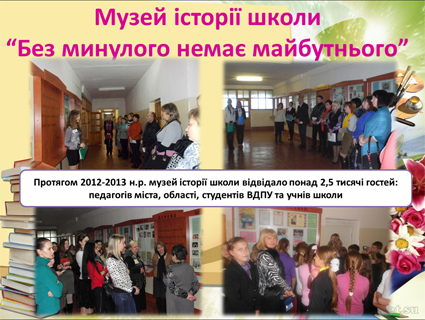 Музей історії школи
“Без минулого немає майбутнього”
Протягом 2012-2013 н.р. музей історії школи відвідало понад 2,5 тисячі гостей:
педагогів міста, області, студентів ВДПУ та учнів школи